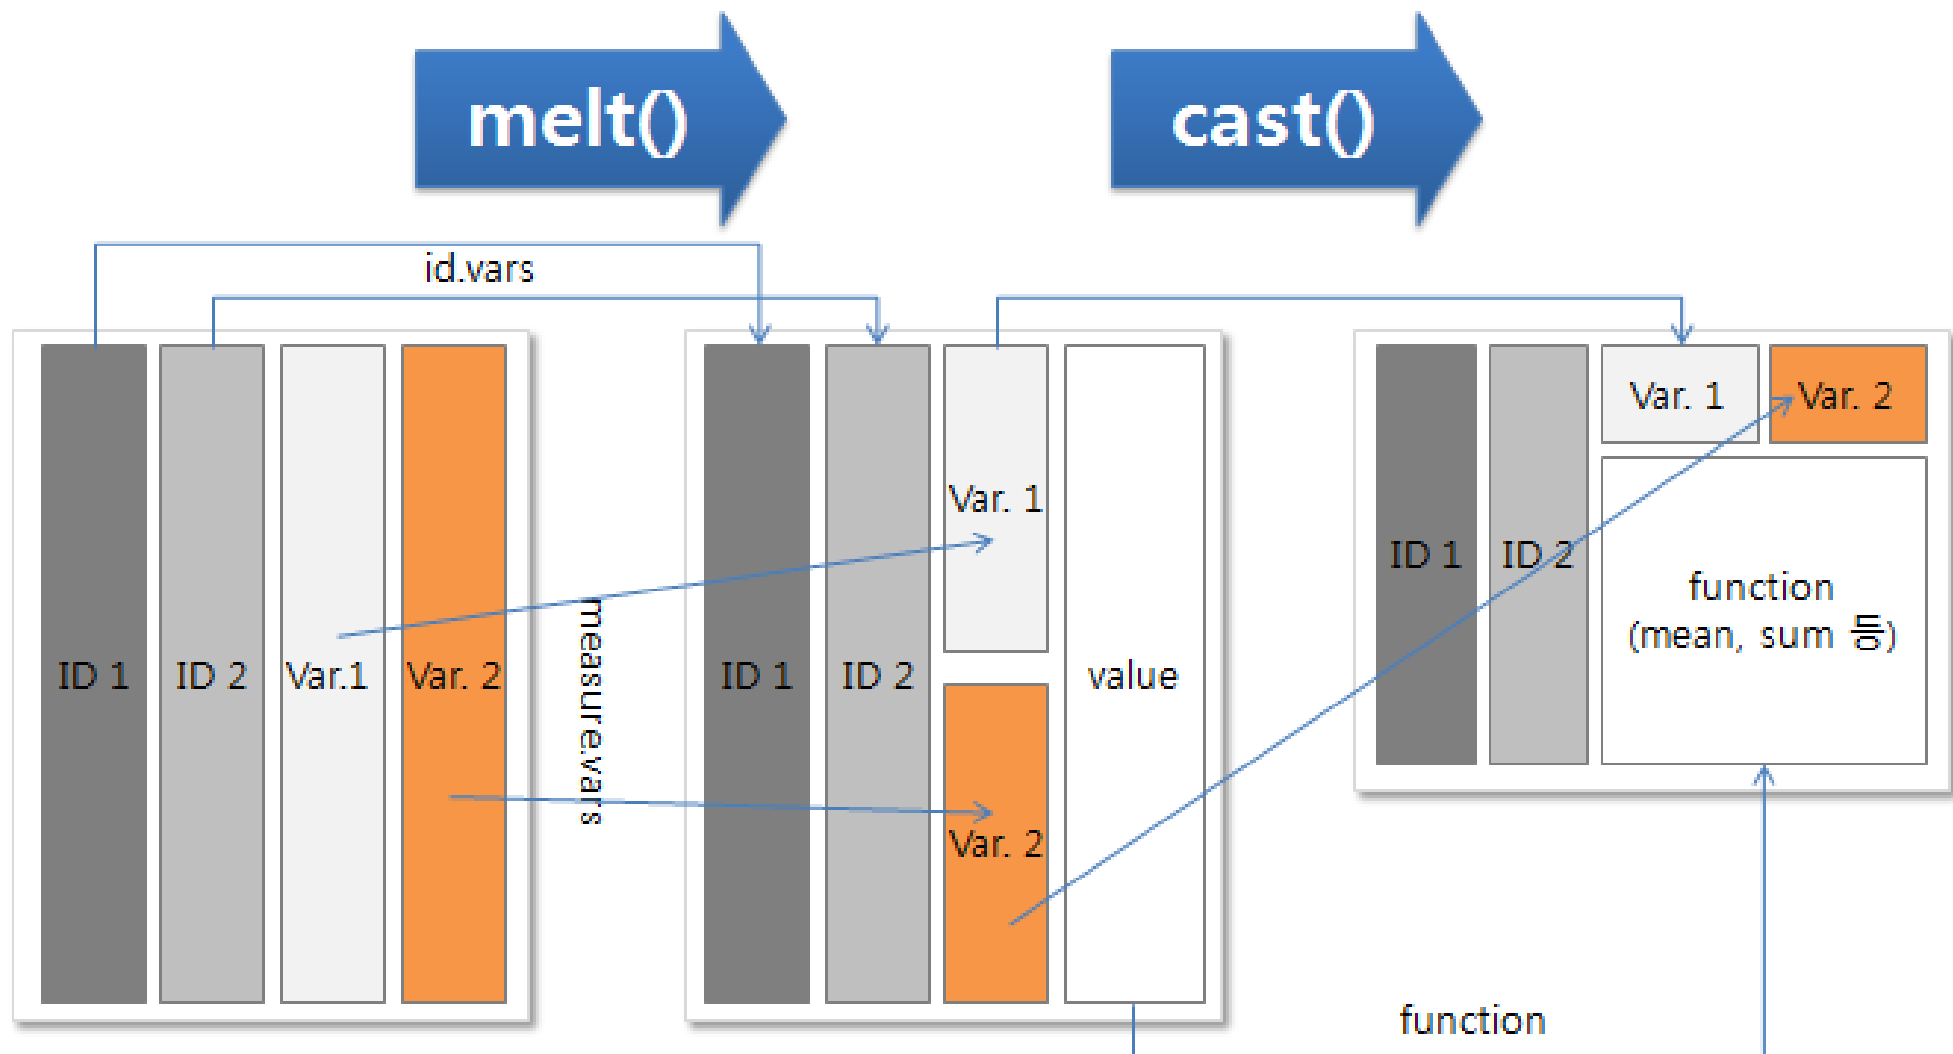 melt()
cast()
id.vars
ID 1
ID 2
Var.1
Var. 2
measure.vars
ID 1
ID 2
Var. 1
Var. 2
value
ID 1
ID 2
Var. 1
Var. 2
function
(mean, sum 등)
function